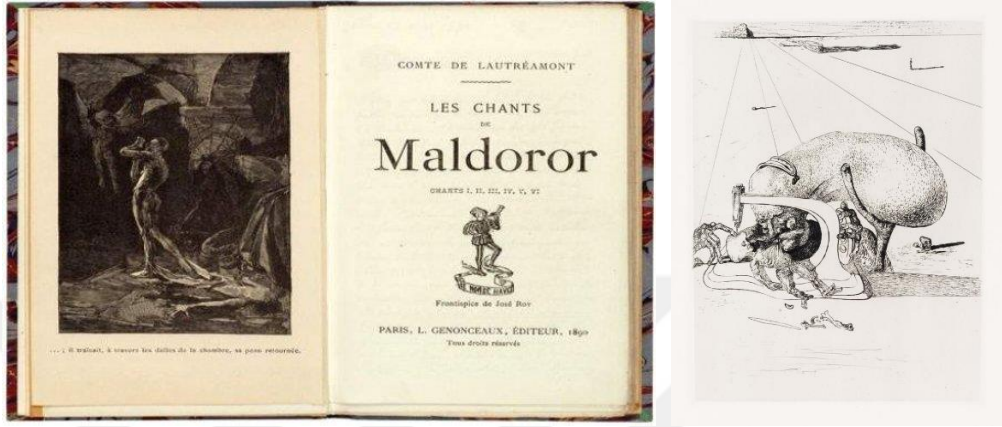 ... ; il traînait, à travers les dalles de la chambre, sa peau retournée.
COMTE DE LAUTRÉAMONT
LES CHANTS
DE
Maldoror
CHANTS I, II, III, IV, V, VI
Frontispice de José Roy
PARIS, L. GENONCEAUX, ÉDITEUR, 1890
Tous droits réservés